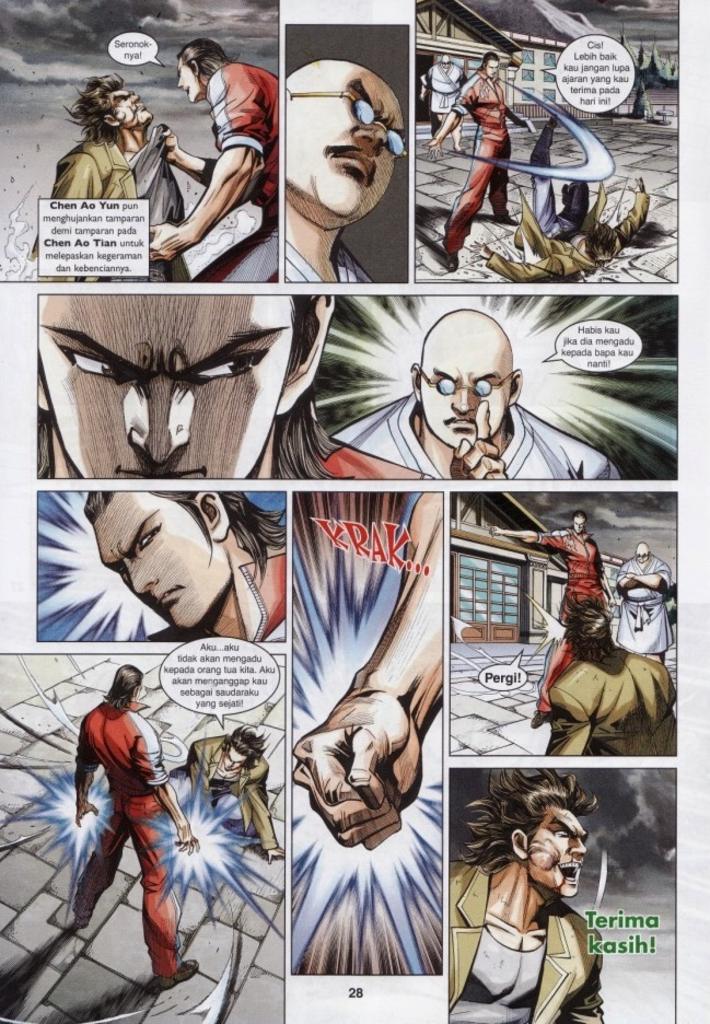 Seronok-
nya!
Chen Ao Yun pun
menghujankan tamparan
demi tamparan pada
Chen Ao Tian untuk
melepaskan kegeraman
dan kebenciannya.
Cis!
Lebih baik
kau jangan lupa
ajaran yang kau
terima pada
hari ini!
Habis kau
jika dia mengadu
kepada bapa kau
nanti!
KRAK...
Pergi!
Aku...aku
tidak akan mengadu
kepada orang tua kita. Aku
akan menganggap kau
sebagai saudaraku
yang sejati!
Terima
kasih!
28